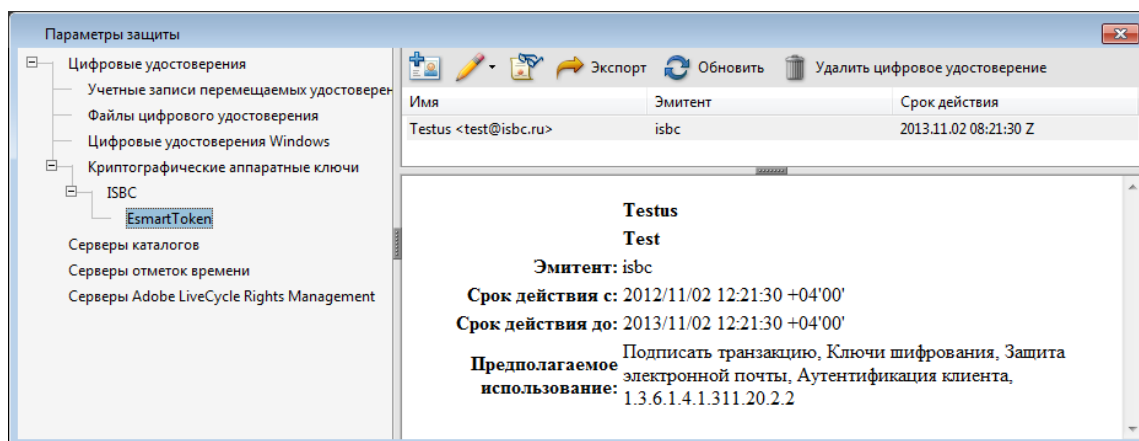 Параметры защиты
Цифровые удостоверения
Учетные записи перемещаемых удостоверен
Файлы цифрового удостоверения
Цифровые удостоверения Windows
Криптографические аппаратные ключи
ISBC
EsmartToken
Серверы каталогов
Серверы отметок времени
Серверы Adobe LiveCycle Rights Management
Экспорт Обновить Удалить цифровое удостоверение
Имя Эмитент Срок действия
Testus <test@isbc.ru> isbc 2013.11.02 08:21:30 Z
Testus
Test
Эмитент: isbc
Срок действия с: 2012/11/02 12:21:30 +04'00'
Срок действия до: 2013/11/02 12:21:30 +04'00'
Предполагаемое использование: Подписать транзакцию, Ключи шифрования, Защита
электронной почты, Аутентификация клиента,
1.3.6.1.4.1.311.20.2.2